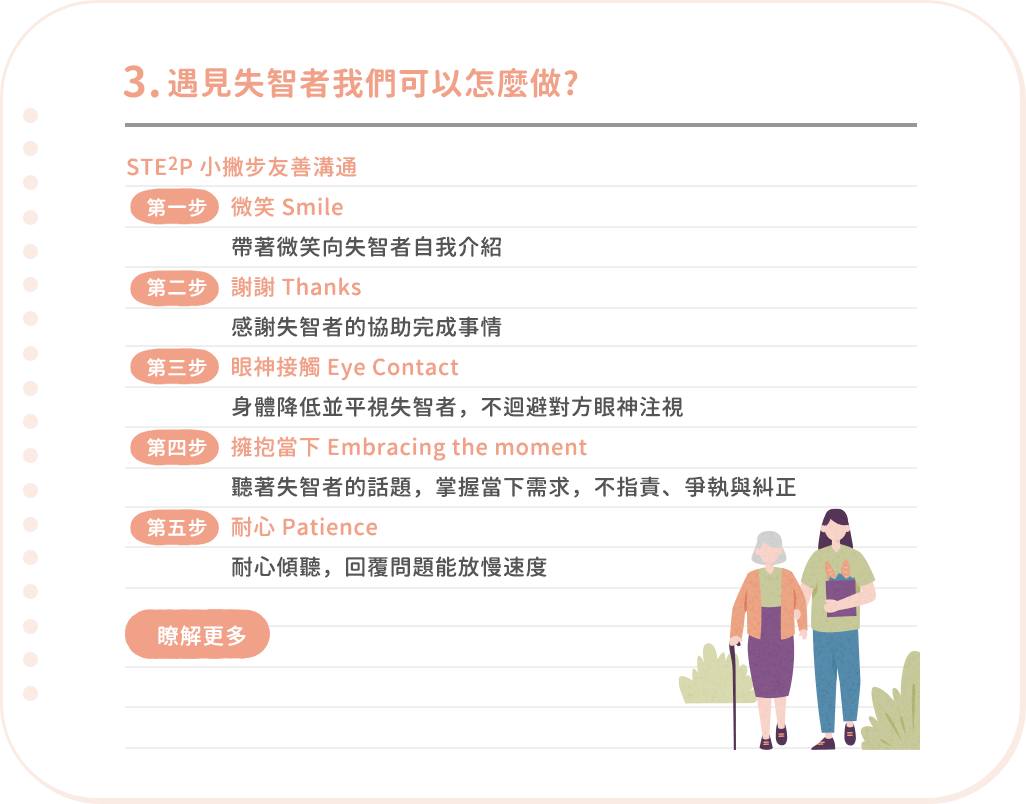 3. 遇見失智者我們可以怎麼做?
STE²P 小撇步友善溝通
第一步 微笑 Smile
帶著微笑向失智者自我介紹
第二步 謝謝 Thanks
感謝失智者的協助完成事情
第三步 眼神接觸 Eye Contact
身體降低並平視失智者，不迴避對方眼神注視
第四步 擁抱當下 Embracing the moment
聽著失智者的話題，掌握當下需求，不指責、爭執與糾正
第五步 耐心 Patience
耐心傾聽，回覆問題能放慢速度
瞭解更多